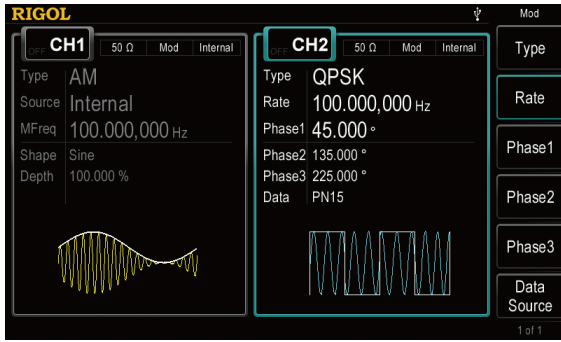 RIGOL
Mod
OFF CH1 50 Ω Mod Internal
Type AM
Source Internal
MFreq 100.000,000 Hz
Shape Sine
Depth 100.000 %
OFF CH2 50 Ω Mod Internal
Type QPSK
Rate 100.000,000 Hz
Phase1 45.000 °
Phase2 135.000 °
Phase3 225.000 °
Data PN15
Type
Rate
Phase1
Phase2
Phase3
Data
Source
1 of 1